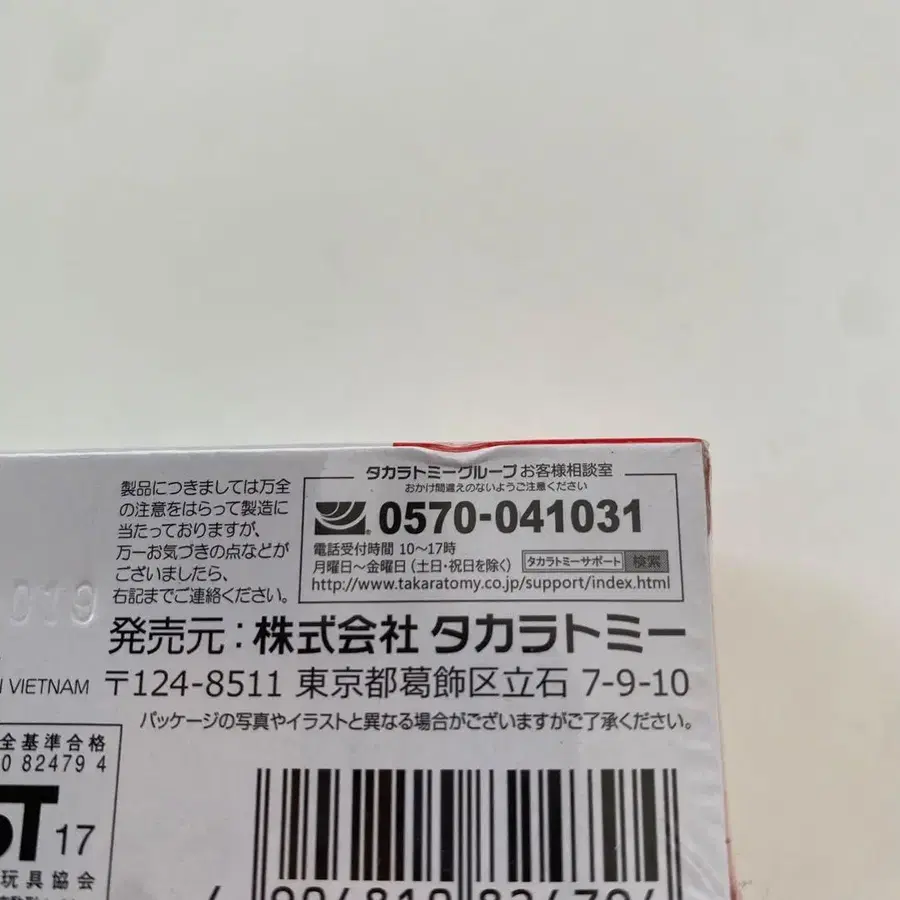 製品につきましては万全
の注意をはらって製造に
当たっておりますが、
万一お気づきの点などが
ございましたら、
右記までご連絡ください。
タカラトミーグループ お客様相談室
おかけ間違えのないようご注意ください
0570-041031
電話受付時間 10〜17時
月曜日〜金曜日 (土日・祝日を除く)
タカラトミーサポート 検索
http://www.takaratomy.co.jp/support/index.html
019
発売元：株式会社 タカラトミー
VIETNAM
〒124-8511 東京都葛飾区立石 7-9-10
パッケージの写真やイラストと異なる場合がございますがご了承ください。
全基準合格
0 82479 4
ST 17
玩具協会
4 904810 824794